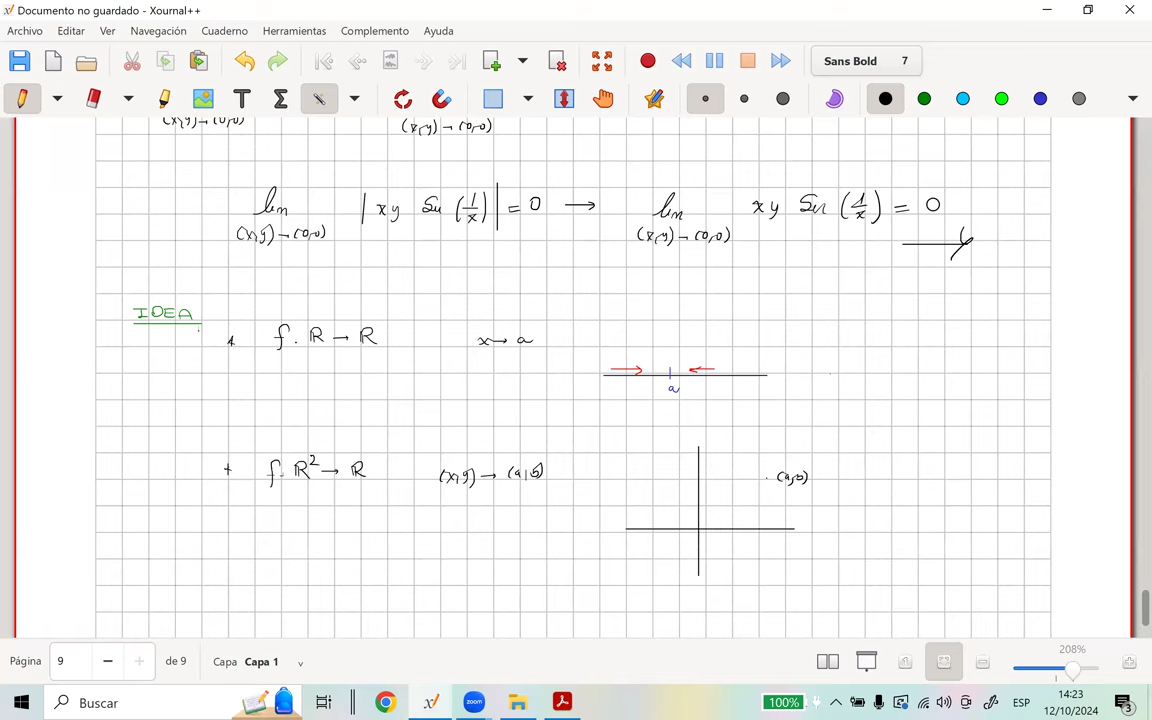 Documento no guardado - Xournal++
Archivo Editar Ver Navegación Cuaderno Herramientas Complemento Ayuda
Sans Bold 7
(x,y)→(0,0) (x,y)→(0,0)
lim | xy Sen (1/x) | = 0 → lim xy Sen (1/x) = 0
(x,y)→(0,0) (x,y)→(0,0)
IDEA
+ f: ℝ → ℝ x→ a
a
+ f: ℝ² → ℝ (x,y) → (a,b) (a,b)
Página 9 de 9 Capa Capa 1 208%
Buscar 100% ESP 14:23
12/10/2024 3